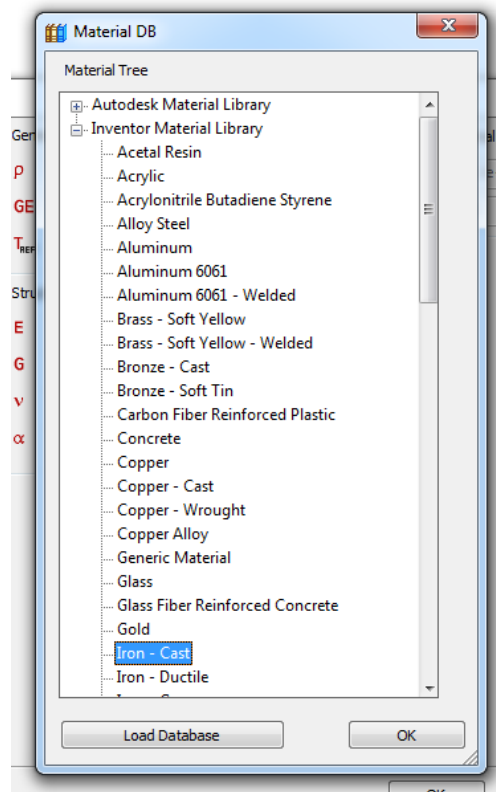 Material DB
Material Tree
Autodesk Material Library
Inventor Material Library
Acetal Resin
Acrylic
Acrylonitrile Butadiene Styrene
Alloy Steel
Aluminum
Aluminum 6061
Aluminum 6061 - Welded
Brass - Soft Yellow
Brass - Soft Yellow - Welded
Bronze - Cast
Bronze - Soft Tin
Carbon Fiber Reinforced Plastic
Concrete
Copper
Copper - Cast
Copper - Wrought
Copper Alloy
Generic Material
Glass
Glass Fiber Reinforced Concrete
Gold
Iron - Cast
Iron - Ductile
Load Database
OK
ρ
GE
TREF
E
G
ν
α